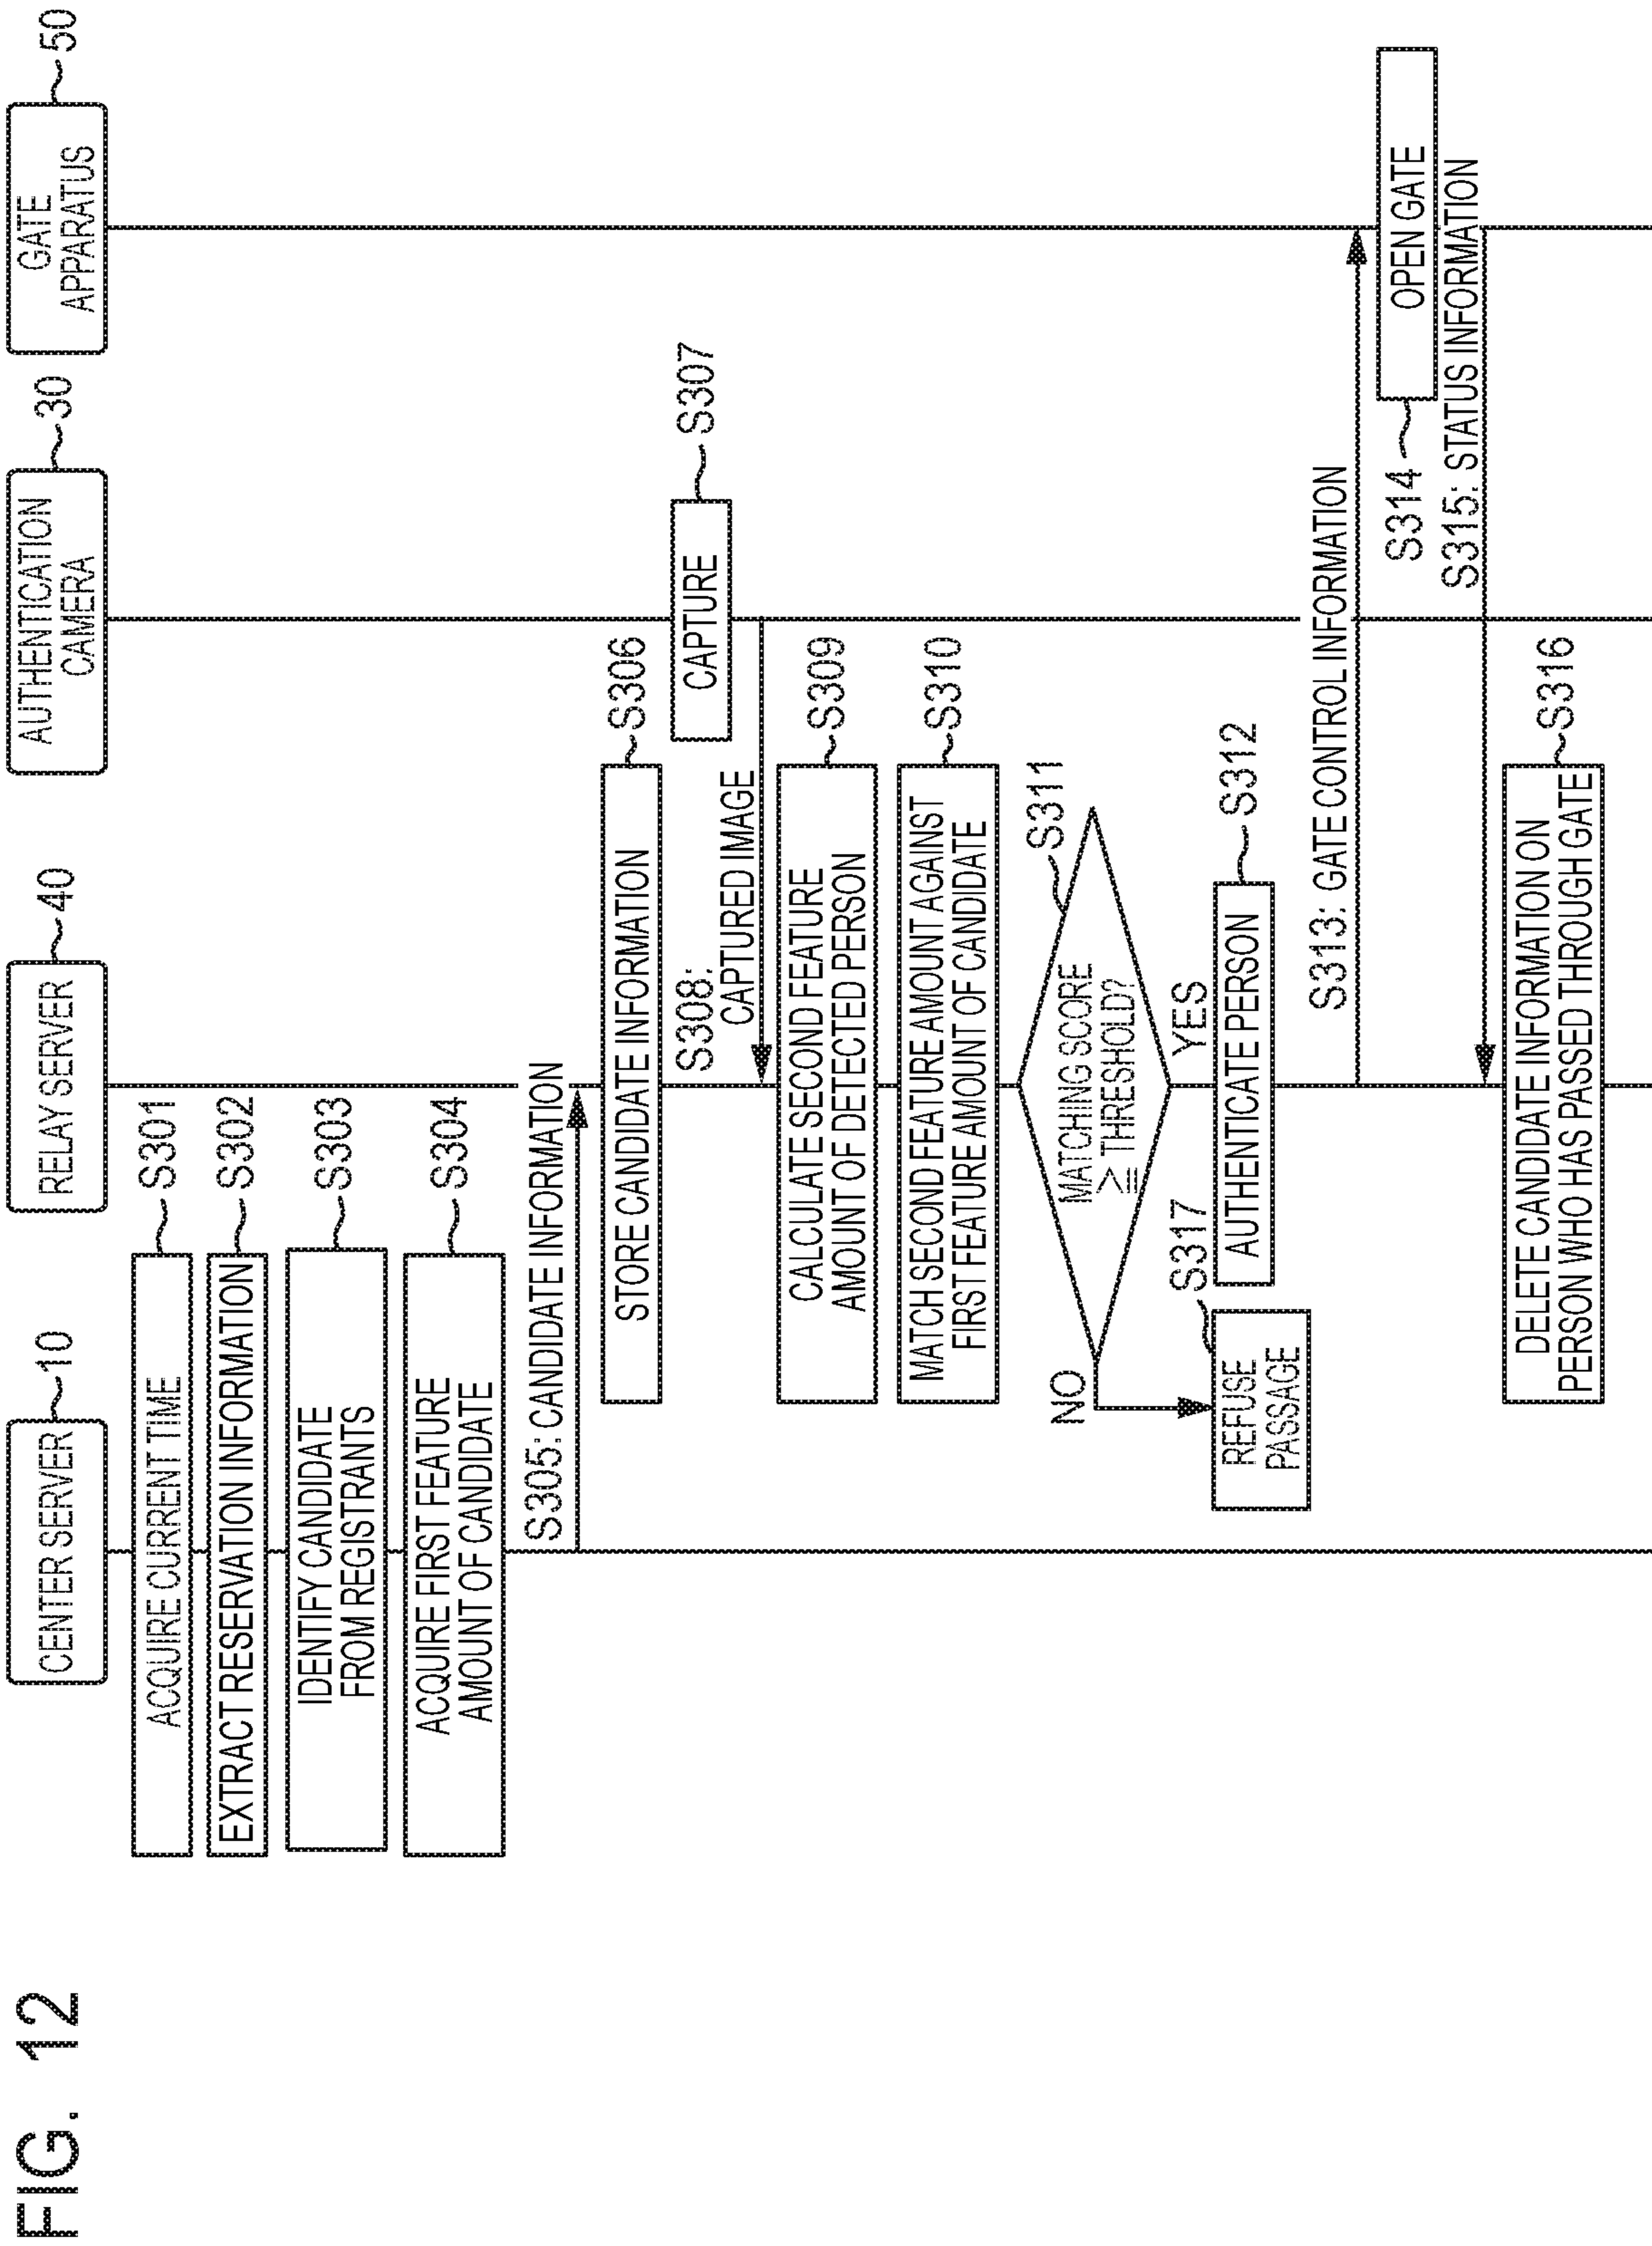 FIG. 12
CENTER SERVER
10
RELAY SERVER
40
AUTHENTICATION
CAMERA
30
GATE
APPARATUS
50
ACQUIRE CURRENT TIME
S301
EXTRACT RESERVATION INFORMATION
S302
IDENTIFY CANDIDATE
FROM REGISTRANTS
S303
ACQUIRE FIRST FEATURE
AMOUNT OF CANDIDATE
S304
S305: CANDIDATE INFORMATION
STORE CANDIDATE INFORMATION
S306
CAPTURE
S307
S308:
CAPTURED IMAGE
CALCULATE SECOND FEATURE
AMOUNT OF DETECTED PERSON
S309
MATCH SECOND FEATURE AMOUNT AGAINST
FIRST FEATURE AMOUNT OF CANDIDATE
S310
MATCHING SCORE
≧ THRESHOLD?
S311
NO
YES
S317
REFUSE
PASSAGE
AUTHENTICATE PERSON
S312
S313: GATE CONTROL INFORMATION
S314
OPEN GATE
S315: STATUS INFORMATION
DELETE CANDIDATE INFORMATION ON
PERSON WHO HAS PASSED THROUGH GATE
S316